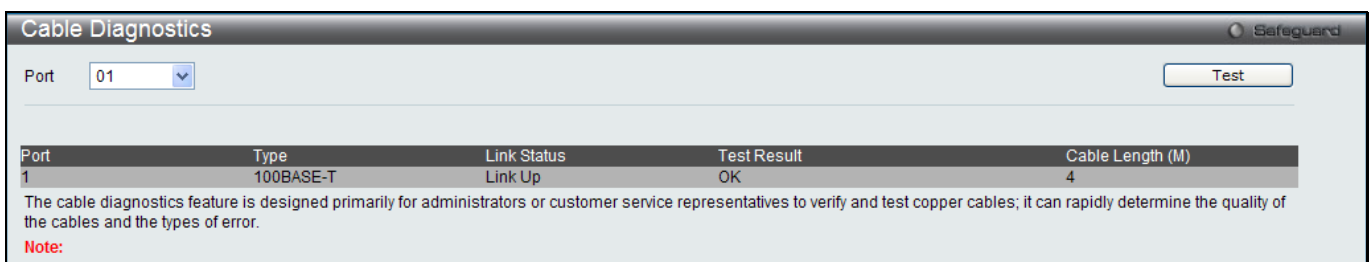 Cable Diagnostics
Safeguard
Port 01 Test
Port Type Link Status Test Result Cable Length (M)
1 100BASE-T Link Up OK 4
The cable diagnostics feature is designed primarily for administrators or customer service representatives to verify and test copper cables; it can rapidly determine the quality of
the cables and the types of error.
Note: